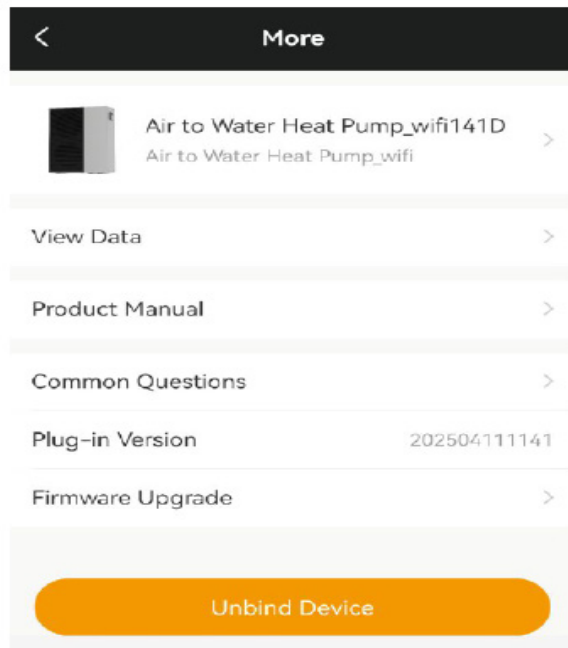 More
Air to Water Heat Pump_wifi141D
Air to Water Heat Pump_wifi
View Data
Product Manual
Common Questions
Plug-in Version 202504111141
Firmware Upgrade
Unbind Device